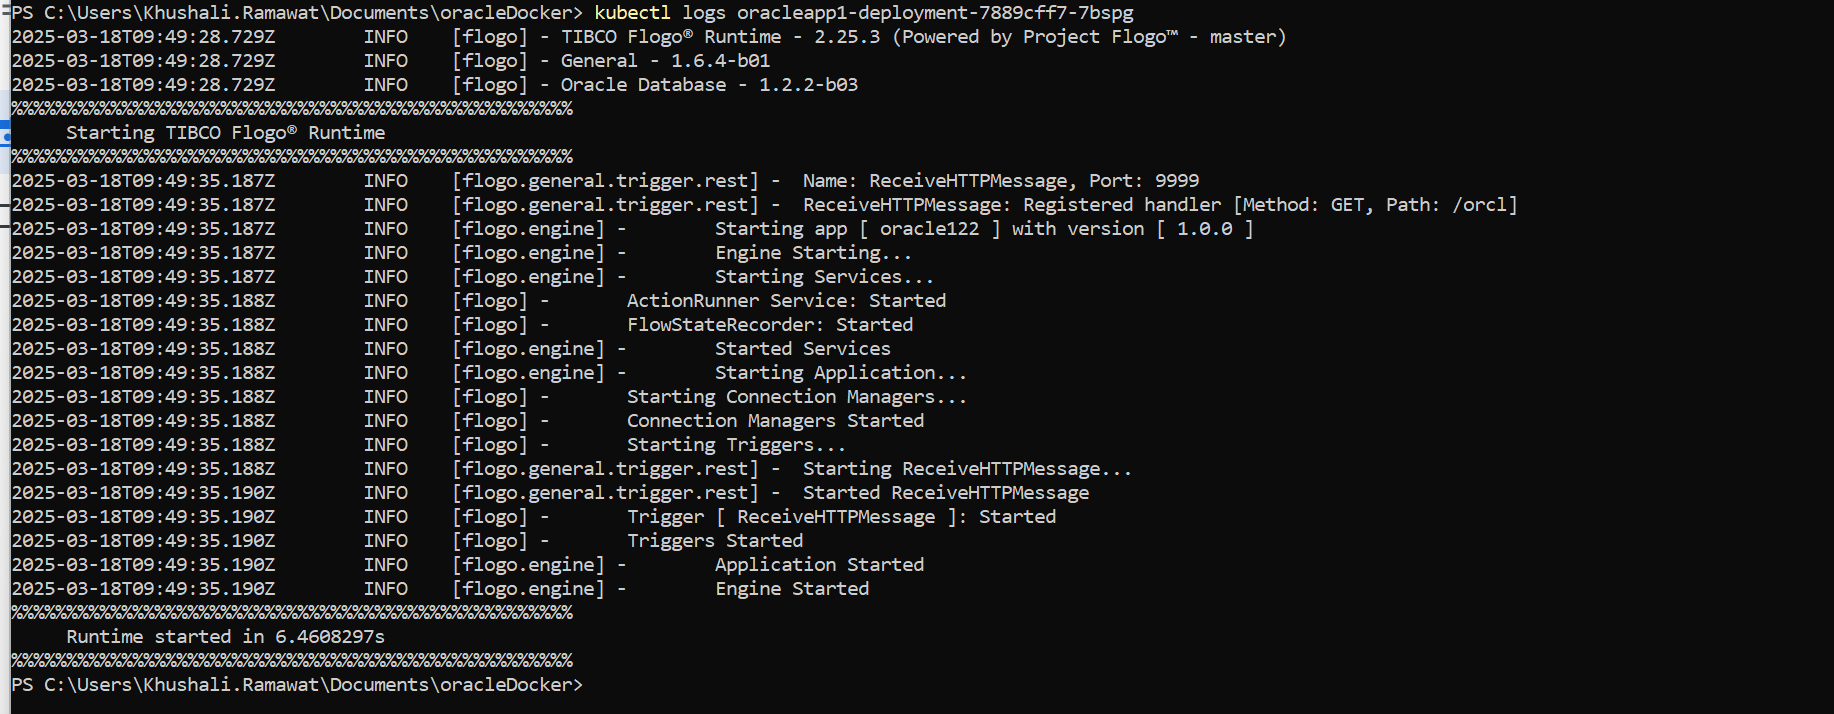 PS C:\Users\Khushali.Ramawat\Documents\oracleDocker> kubectl logs oracleapp1-deployment-7889cff7-7bspg
2025-03-18T09:49:28.729Z        INFO    [flogo] - TIBCO Flogo® Runtime - 2.25.3 (Powered by Project Flogo™ - master)
2025-03-18T09:49:28.729Z        INFO    [flogo] - General - 1.6.4-b01
2025-03-18T09:49:28.729Z        INFO    [flogo] - Oracle Database - 1.2.2-b03
%%%%%%%%%%%%%%%%%%%%%%%%%%%%%%%%%%%%%%%%%%%%%%%%%%%
     Starting TIBCO Flogo® Runtime
%%%%%%%%%%%%%%%%%%%%%%%%%%%%%%%%%%%%%%%%%%%%%%%%%%%
2025-03-18T09:49:35.187Z        INFO    [flogo.general.trigger.rest] -  Name: ReceiveHTTPMessage, Port: 9999
2025-03-18T09:49:35.187Z        INFO    [flogo.general.trigger.rest] -  ReceiveHTTPMessage: Registered handler [Method: GET, Path: /orcl]
2025-03-18T09:49:35.187Z        INFO    [flogo.engine] -        Starting app [ oracle122 ] with version [ 1.0.0 ]
2025-03-18T09:49:35.187Z        INFO    [flogo.engine] -        Engine Starting...
2025-03-18T09:49:35.187Z        INFO    [flogo.engine] -        Starting Services...
2025-03-18T09:49:35.188Z        INFO    [flogo] -       ActionRunner Service: Started
2025-03-18T09:49:35.188Z        INFO    [flogo] -       FlowStateRecorder: Started
2025-03-18T09:49:35.188Z        INFO    [flogo.engine] -        Started Services
2025-03-18T09:49:35.188Z        INFO    [flogo.engine] -        Starting Application...
2025-03-18T09:49:35.188Z        INFO    [flogo] -       Starting Connection Managers...
2025-03-18T09:49:35.188Z        INFO    [flogo] -       Connection Managers Started
2025-03-18T09:49:35.188Z        INFO    [flogo] -       Starting Triggers...
2025-03-18T09:49:35.188Z        INFO    [flogo.general.trigger.rest] -  Starting ReceiveHTTPMessage...
2025-03-18T09:49:35.190Z        INFO    [flogo.general.trigger.rest] -  Started ReceiveHTTPMessage
2025-03-18T09:49:35.190Z        INFO    [flogo] -       Trigger [ ReceiveHTTPMessage ]: Started
2025-03-18T09:49:35.190Z        INFO    [flogo] -       Triggers Started
2025-03-18T09:49:35.190Z        INFO    [flogo.engine] -        Application Started
2025-03-18T09:49:35.190Z        INFO    [flogo.engine] -        Engine Started
%%%%%%%%%%%%%%%%%%%%%%%%%%%%%%%%%%%%%%%%%%%%%%%%%%%
     Runtime started in 6.4608297s
%%%%%%%%%%%%%%%%%%%%%%%%%%%%%%%%%%%%%%%%%%%%%%%%%%%
PS C:\Users\Khushali.Ramawat\Documents\oracleDocker>